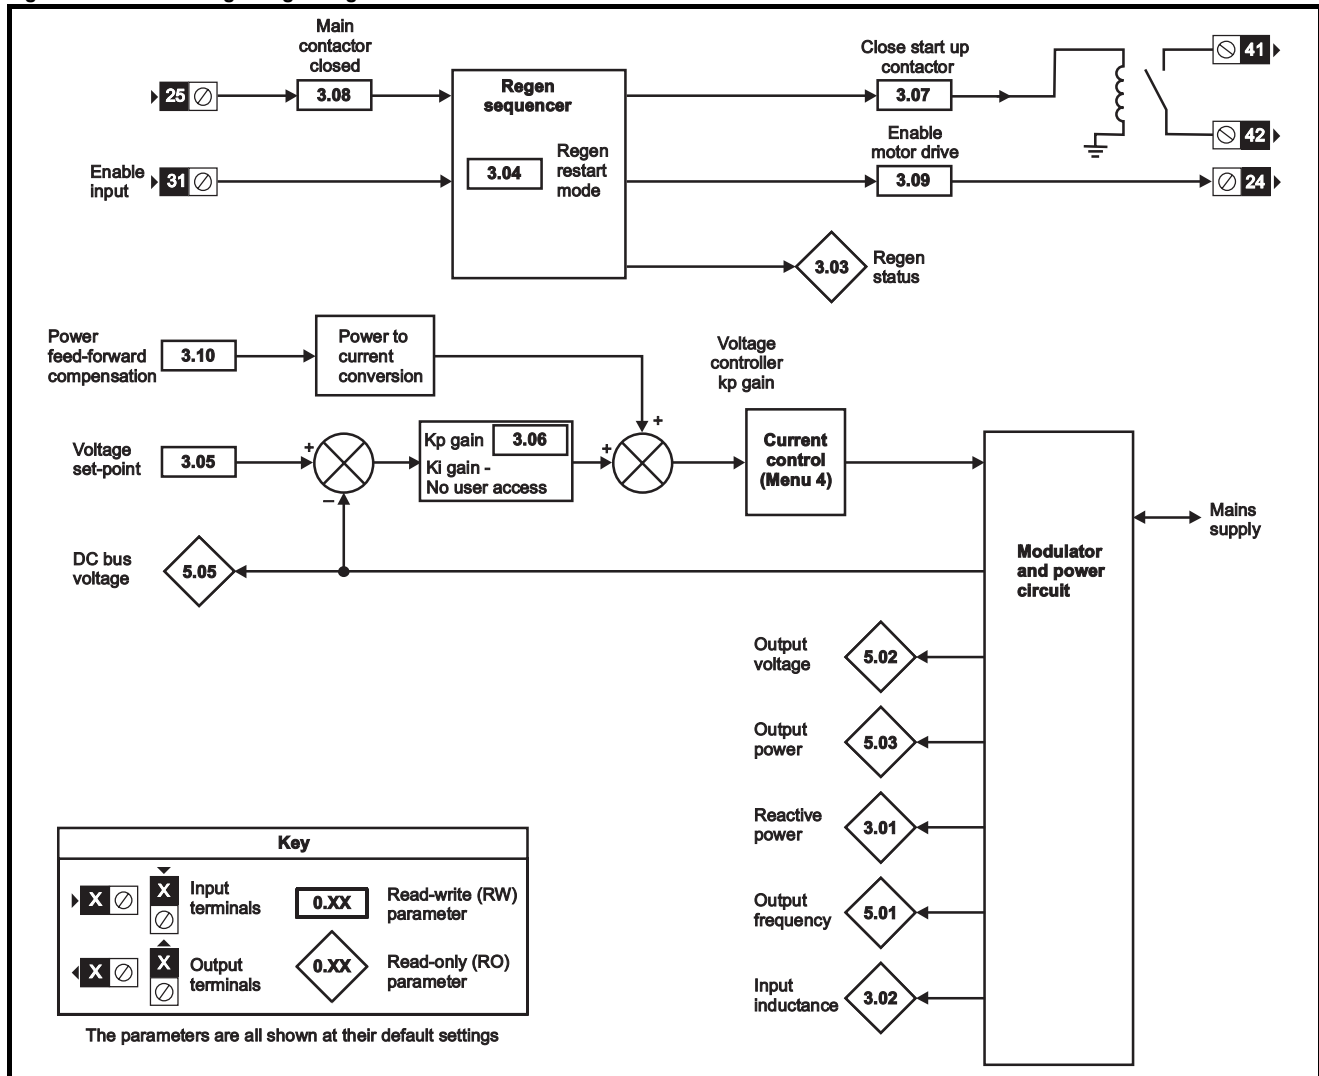 Main
contactor
closed
25
3.08
Regen
sequencer
Close start up
contactor
3.07
41
42
Enable
input
31
3.04
Regen
restart
mode
Enable
motor drive
3.09
24
3.03
Regen
status
Power
feed-forward
compensation
3.10
Power to
current
conversion
Voltage
controller
kp gain
+
Voltage
set-point
3.05
+
–
Kp gain
3.06
Ki gain -
No user access
+
Current
control
(Menu 4)
Mains
supply
DC bus
voltage
5.05
Modulator
and power
circuit
Output
voltage
5.02
Output
power
5.03
Reactive
power
3.01
Output
frequency
5.01
Input
inductance
3.02
Key
X
X
Input
terminals
0.XX
Read-write (RW)
parameter
X
X
Output
terminals
0.XX
Read-only (RO)
parameter
The parameters are all shown at their default settings